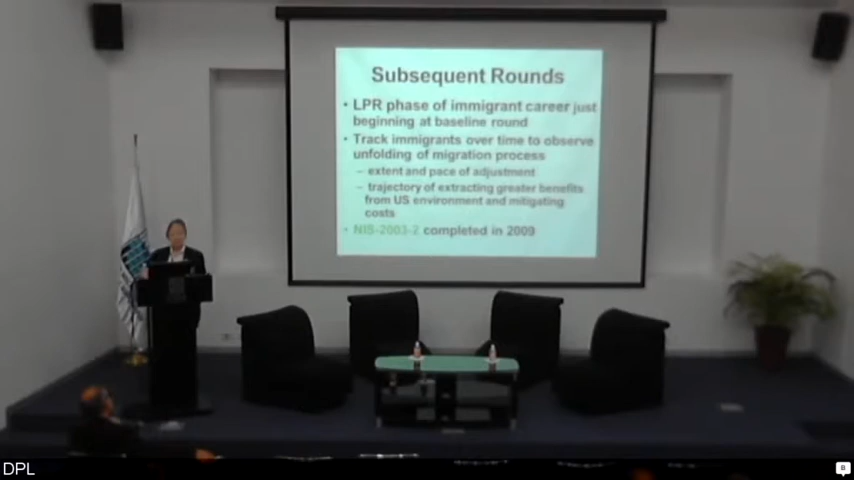 Subsequent Rounds
• LPR phase of immigrant career just
beginning at baseline round
• Track immigrants over time to observe
unfolding of migration process
– extent and pace of adjustment
– trajectory of extracting greater benefits
from US environment and mitigating
costs
• NIS-2003-2 completed in 2009
DPL
B